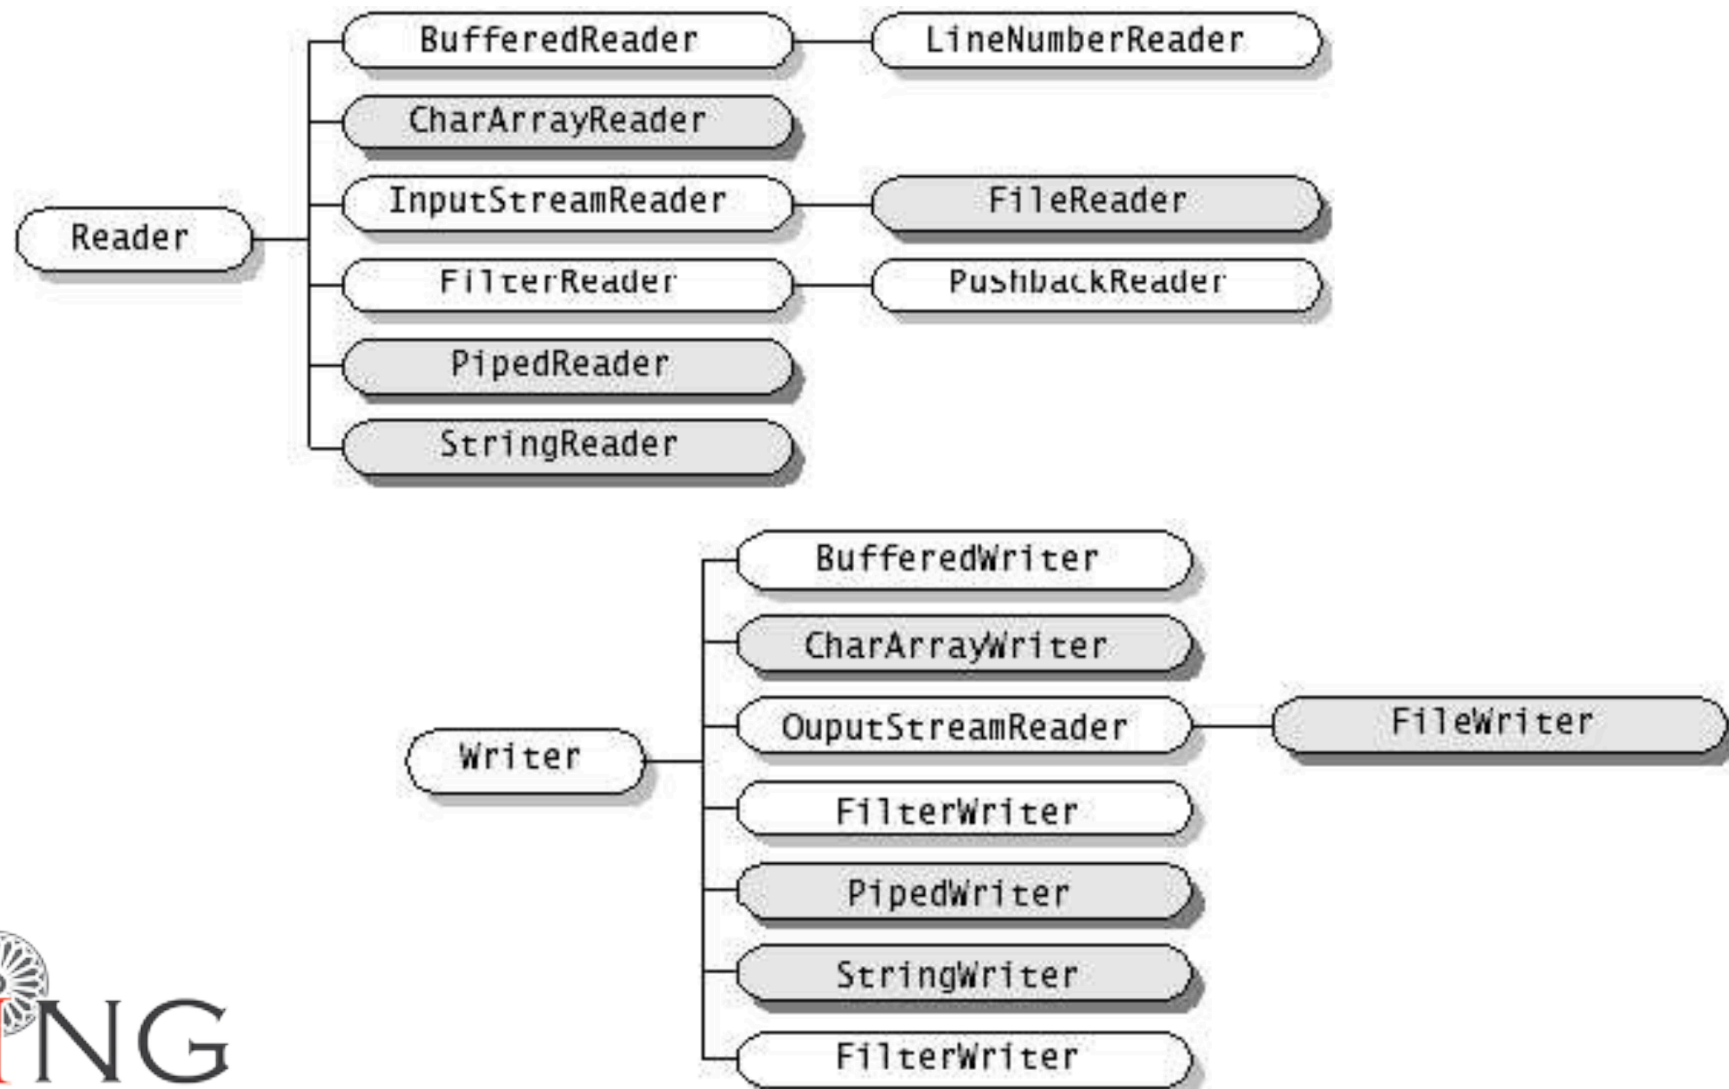 BufferedReader
LineNumberReader
CharArrayReader
InputStreamReader
FileReader
Reader
FilterReader
PushbackReader
PipedReader
StringReader
BufferedWriter
CharArrayWriter
OuputStreamReader
FileWriter
Writer
FilterWriter
PipedWriter
StringWriter
FilterWriter
ING